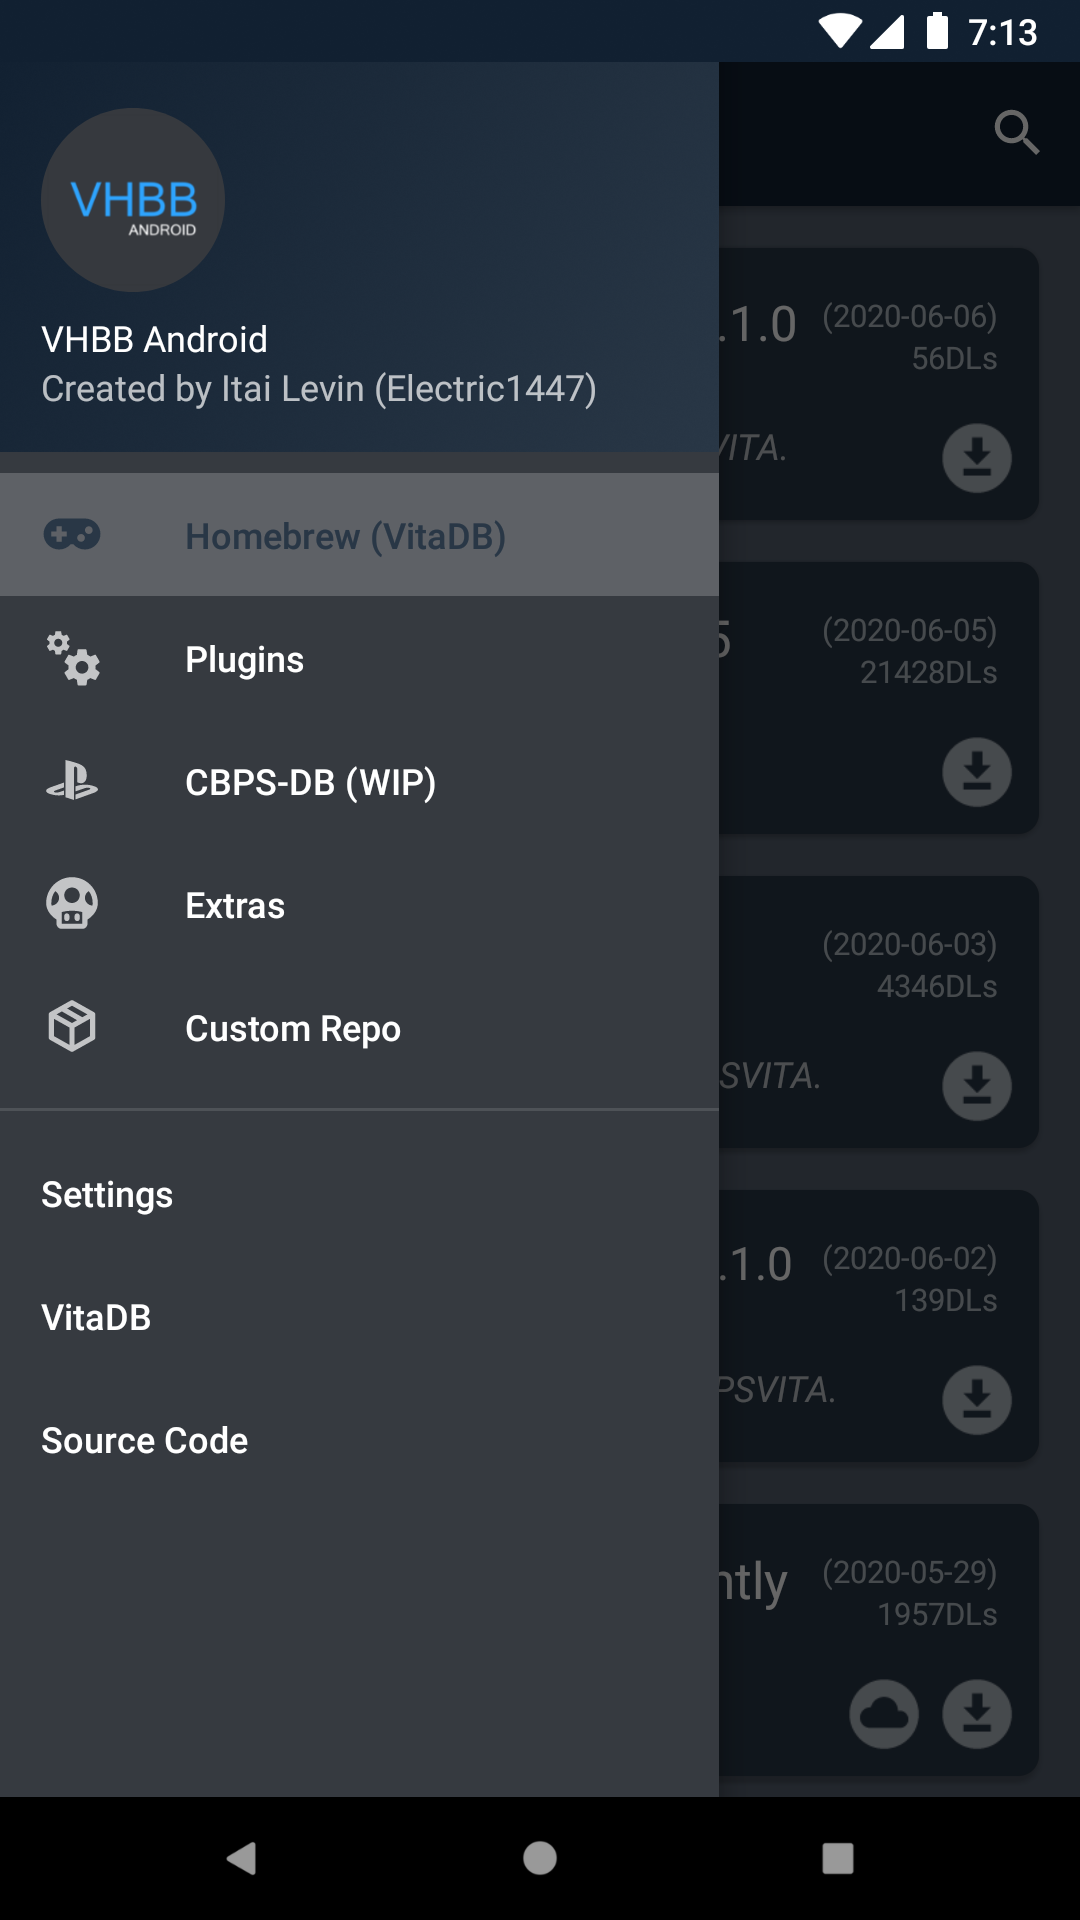 7:13
VHBB
ANDROID
VHBB Android
Created by Itai Levin (Electric1447)
Homebrew (VitaDB)
Plugins
CBPS-DB (WIP)
Extras
Custom Repo
Settings
VitaDB
Source Code
.1.0 (2020-06-06)
56DLs
VITA.
5 (2020-06-05)
21428DLs
(2020-06-03)
4346DLs
SVITA.
.1.0 (2020-06-02)
139DLs
PSVITA.
ntly (2020-05-29)
1957DLs